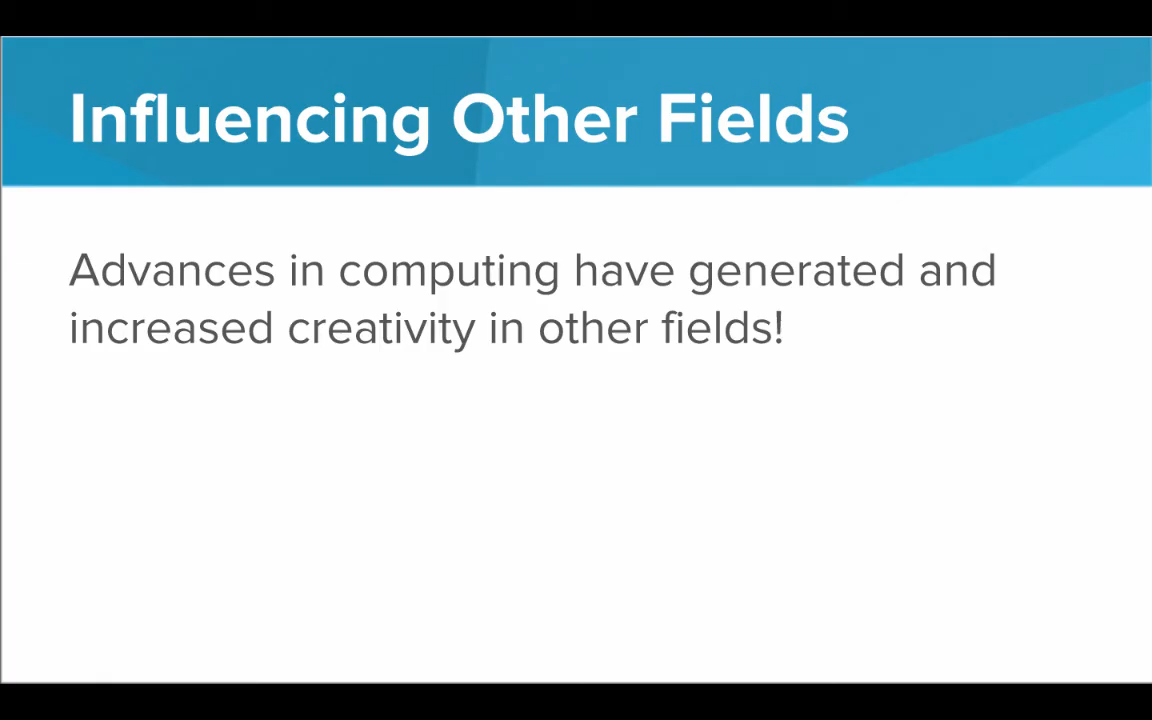 Influencing Other Fields
Advances in computing have generated and
increased creativity in other fields!